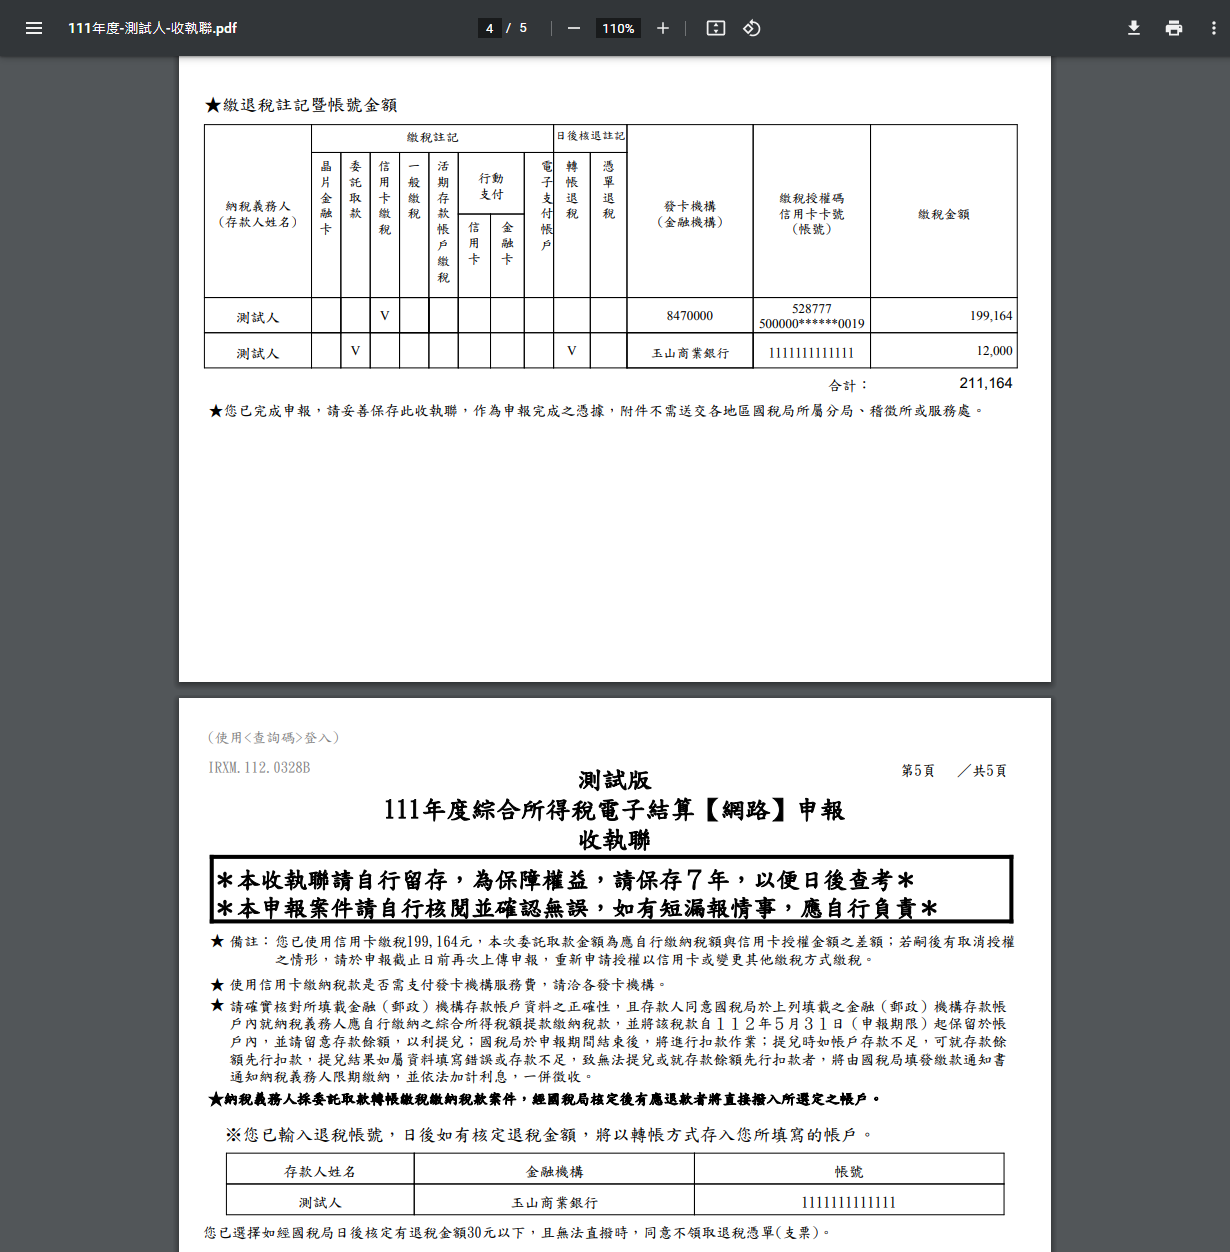 111年度-測試人-收執聯.pdf
4 / 5
110%
★繳退稅註記暨帳號金額
納稅義務人
（存款人姓名）
繳稅註記
日後核退註記
晶片金融卡
委託取款
信用卡繳稅
一般繳稅
活期存款帳戶繳稅
行動
支付
信用卡
金融卡
電子支付帳戶
轉帳退稅
憑單退稅
發卡機構
（金融機構）
繳稅授權碼
信用卡卡號
（帳號）
繳稅金額
測試人 V 8470000 528777
500000******0019 199,164
測試人 V V 玉山商業銀行 1111111111111 12,000
合計： 211,164
★您已完成申報，請妥善保存此收執聯，作為申報完成之憑據，附件不需送交各地區國稅局所屬分局、稽徵所或服務處。
（使用<查詢碼>登入）
IRXM.112.0328B
第5頁 ／共5頁
測試版
111年度綜合所得稅電子結算【網路】申報
收執聯
＊本收執聯請自行留存，為保障權益，請保存７年，以便日後查考＊
＊本申報案件請自行核閱並確認無誤，如有短漏報情事，應自行負責＊
★ 備註：您已使用信用卡繳稅199,164元，本次委託取款金額為應自行繳納稅額與信用卡授權金額之差額；若嗣後有取消授權
之情形，請於申報截止日前再次上傳申報，重新申請授權以信用卡或變更其他繳稅方式繳稅。
★ 使用信用卡繳納稅款是否需支付發卡機構服務費，請洽各發卡機構。
★ 請確實核對所填載金融（郵政）機構存款帳戶資料之正確性，且存款人同意國稅局於上列填載之金融（郵政）機構存款帳
戶內就納稅義務人應自行繳納之綜合所得稅額提款繳納稅款，並將該稅款自１１２年５月３１日（申報期限）起保留於帳
戶內，並請留意存款餘額，以利提兌；國稅局於申報期間結束後，將進行扣款作業；提兌時如帳戶存款不足，可就存款餘
額先行扣款，提兌結果如屬資料填寫錯誤或存款不足，致無法提兌或就存款餘額先行扣款者，將由國稅局填發繳款通知書
通知納稅義務人限期繳納，並依法加計利息，一併徵收。
★納稅義務人採委託取款轉帳繳稅繳納稅款案件，經國稅局核定後有應退款者將直接撥入所選定之帳戶。
※您已輸入退稅帳號，日後如有核定退稅金額，將以轉帳方式存入您所填寫的帳戶。
存款人姓名 金融機構 帳號
測試人 玉山商業銀行 1111111111111
您已選擇如經國稅局日後核定有退稅金額30元以下，且無法直撥時，同意不領取退稅憑單(支票)。